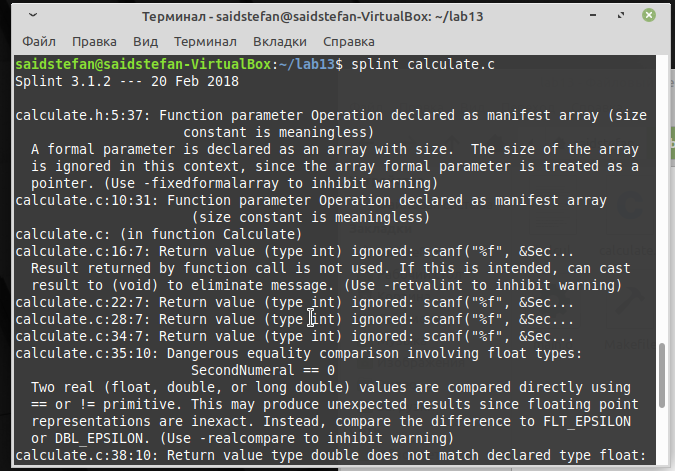 Терминал - saidstefan@saidstefan-VirtualBox: ~/lab13
Файл Правка Вид Терминал Вкладки Справка
saidstefan@saidstefan-VirtualBox:~/lab13$ splint calculate.c
Splint 3.1.2 --- 20 Feb 2018
calculate.h:5:37: Function parameter Operation declared as manifest array (size
constant is meaningless)
A formal parameter is declared as an array with size.  The size of the array
is ignored in this context, since the array formal parameter is treated as a
pointer. (Use -fixedformalarray to inhibit warning)
calculate.c:10:31: Function parameter Operation declared as manifest array
(size constant is meaningless)
calculate.c: (in function Calculate)
calculate.c:16:7: Return value (type int) ignored: scanf("%f", &Sec...
Result returned by function call is not used. If this is intended, can cast
result to (void) to eliminate message. (Use -retvalint to inhibit warning)
calculate.c:22:7: Return value (type int) ignored: scanf("%f", &Sec...
calculate.c:28:7: Return value (type int) ignored: scanf("%f", &Sec...
calculate.c:34:7: Return value (type int) ignored: scanf("%f", &Sec...
calculate.c:35:10: Dangerous equality comparison involving float types:
SecondNumeral == 0
Two real (float, double, or long double) values are compared directly using
== or != primitive. This may produce unexpected results since floating point
representations are inexact. Instead, compare the difference to FLT_EPSILON
or DBL_EPSILON. (Use -realcompare to inhibit warning)
calculate.c:38:10: Return value type double does not match declared type float: